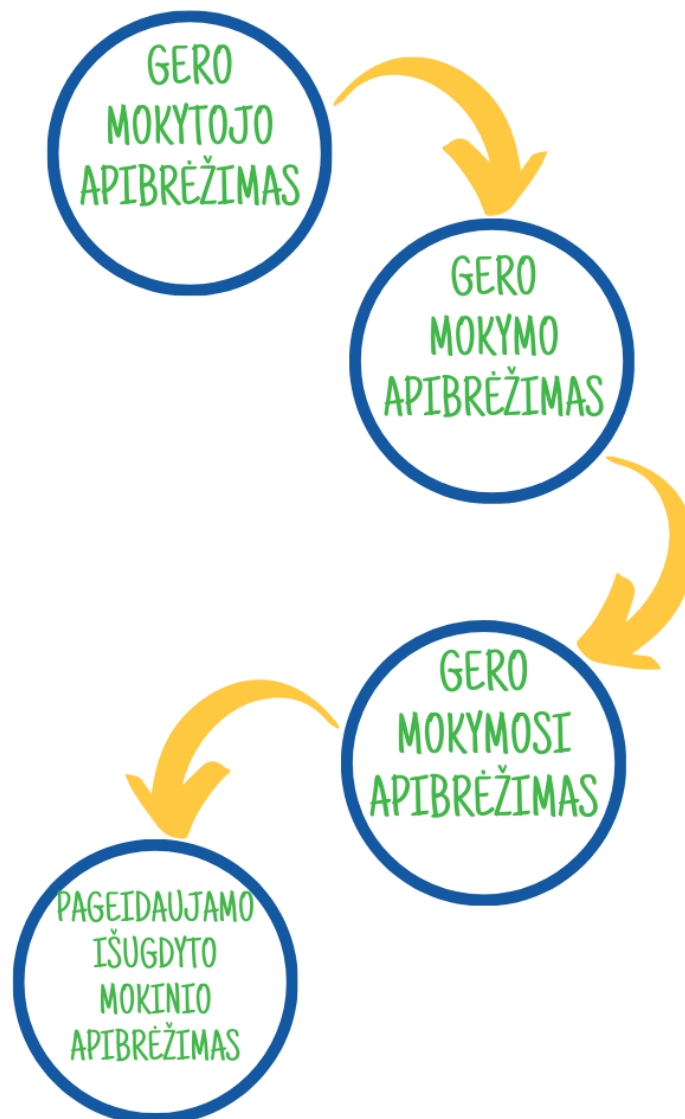 GERO
MOKYTOJO
APIBRĖŽIMAS
GERO
MOKYMO
APIBRĖŽIMAS
GERO
MOKYMOSI
APIBRĖŽIMAS
PAGEIDAUJAMO
IŠUGDYTO
MOKINIO
APIBRĖŽIMAS